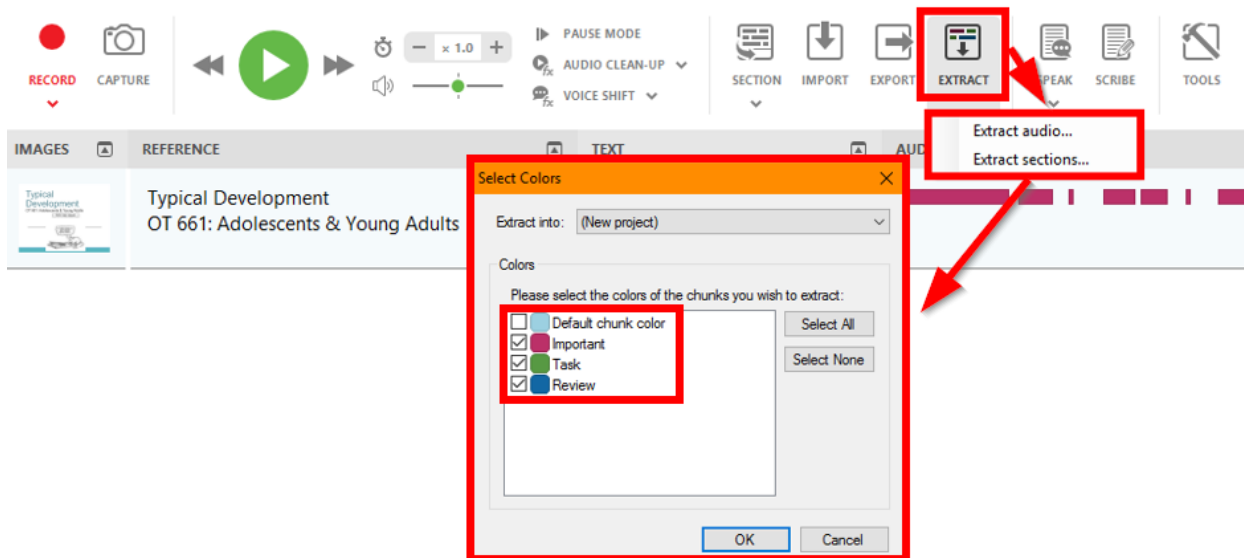 RECORD
CAPTURE
× 1.0
PAUSE MODE
AUDIO CLEAN-UP
VOICE SHIFT
SECTION
IMPORT
EXPORT
EXTRACT
SPEAK
SCRIBE
TOOLS
Extract audio...
Extract sections...
IMAGES
REFERENCE
TEXT
AUD
Typical
Development
Typical Development
OT 661: Adolescents & Young Adults
Select Colors
Extract into:
(New project)
Colors
Please select the colors of the chunks you wish to extract:
Default chunk color
Important
Task
Review
Select All
Select None
OK
Cancel